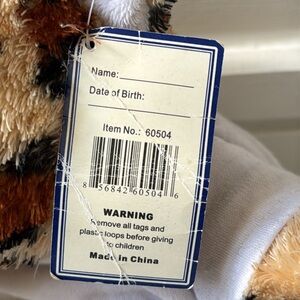 Name:
Date of Birth:
Item No.: 60504
8 56842 60504 6
WARNING
Remove all tags and
plastic loops before giving
to children
Made in China